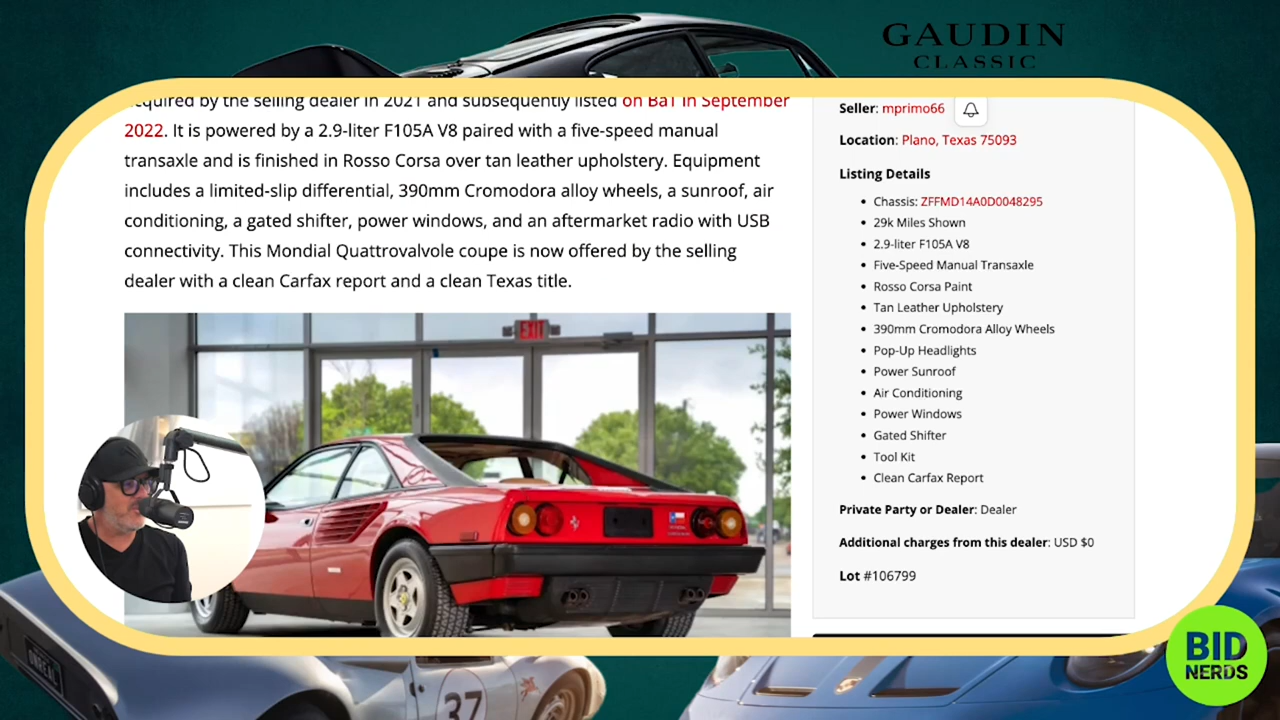 GAUDIN
CLASSIC
acquired by the selling dealer in 2021 and subsequently listed on BaT in September
2022. It is powered by a 2.9-liter F105A V8 paired with a five-speed manual
transaxle and is finished in Rosso Corsa over tan leather upholstery. Equipment
includes a limited-slip differential, 390mm Cromodora alloy wheels, a sunroof, air
conditioning, a gated shifter, power windows, and an aftermarket radio with USB
connectivity. This Mondial Quattrovalvole coupe is now offered by the selling
dealer with a clean Carfax report and a clean Texas title.
EXIT
Seller: mprimo66
Location: Plano, Texas 75093
Listing Details
• Chassis: ZFFMD14A0D0048295
• 29k Miles Shown
• 2.9-liter F105A V8
• Five-Speed Manual Transaxle
• Rosso Corsa Paint
• Tan Leather Upholstery
• 390mm Cromodora Alloy Wheels
• Pop-Up Headlights
• Power Sunroof
• Air Conditioning
• Power Windows
• Gated Shifter
• Tool Kit
• Clean Carfax Report
Private Party or Dealer: Dealer
Additional charges from this dealer: USD $0
Lot #106799
UNREAL
37
BID
NERDS